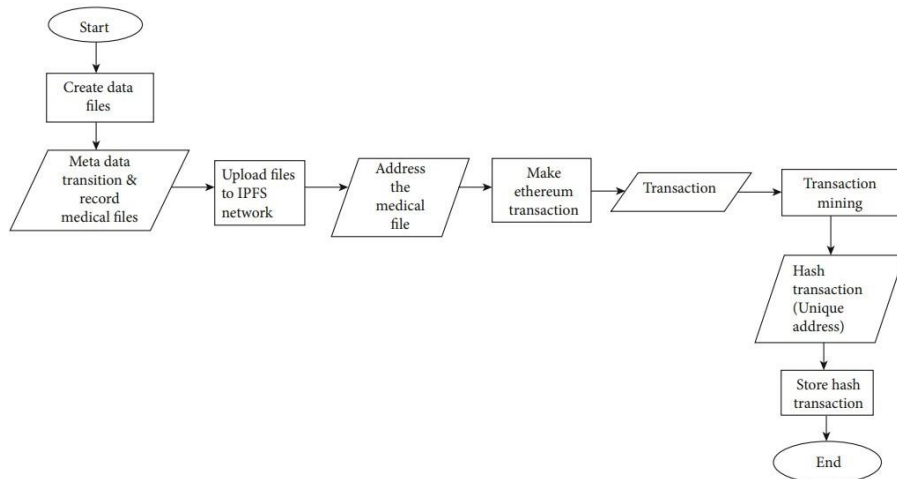 Start
Create data
files
Meta data
transition &
record
medical files
Upload files
to IPFS
network
Address
the
medical
file
Make
ethereum
transaction
Transaction
Transaction
mining
Hash
transaction
(Unique
address)
Store hash
transaction
End